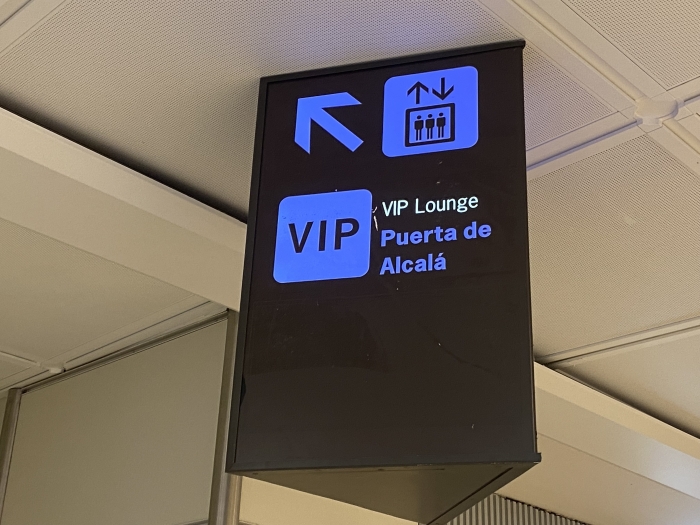 VIP
VIP Lounge
Puerta de
Alcalá